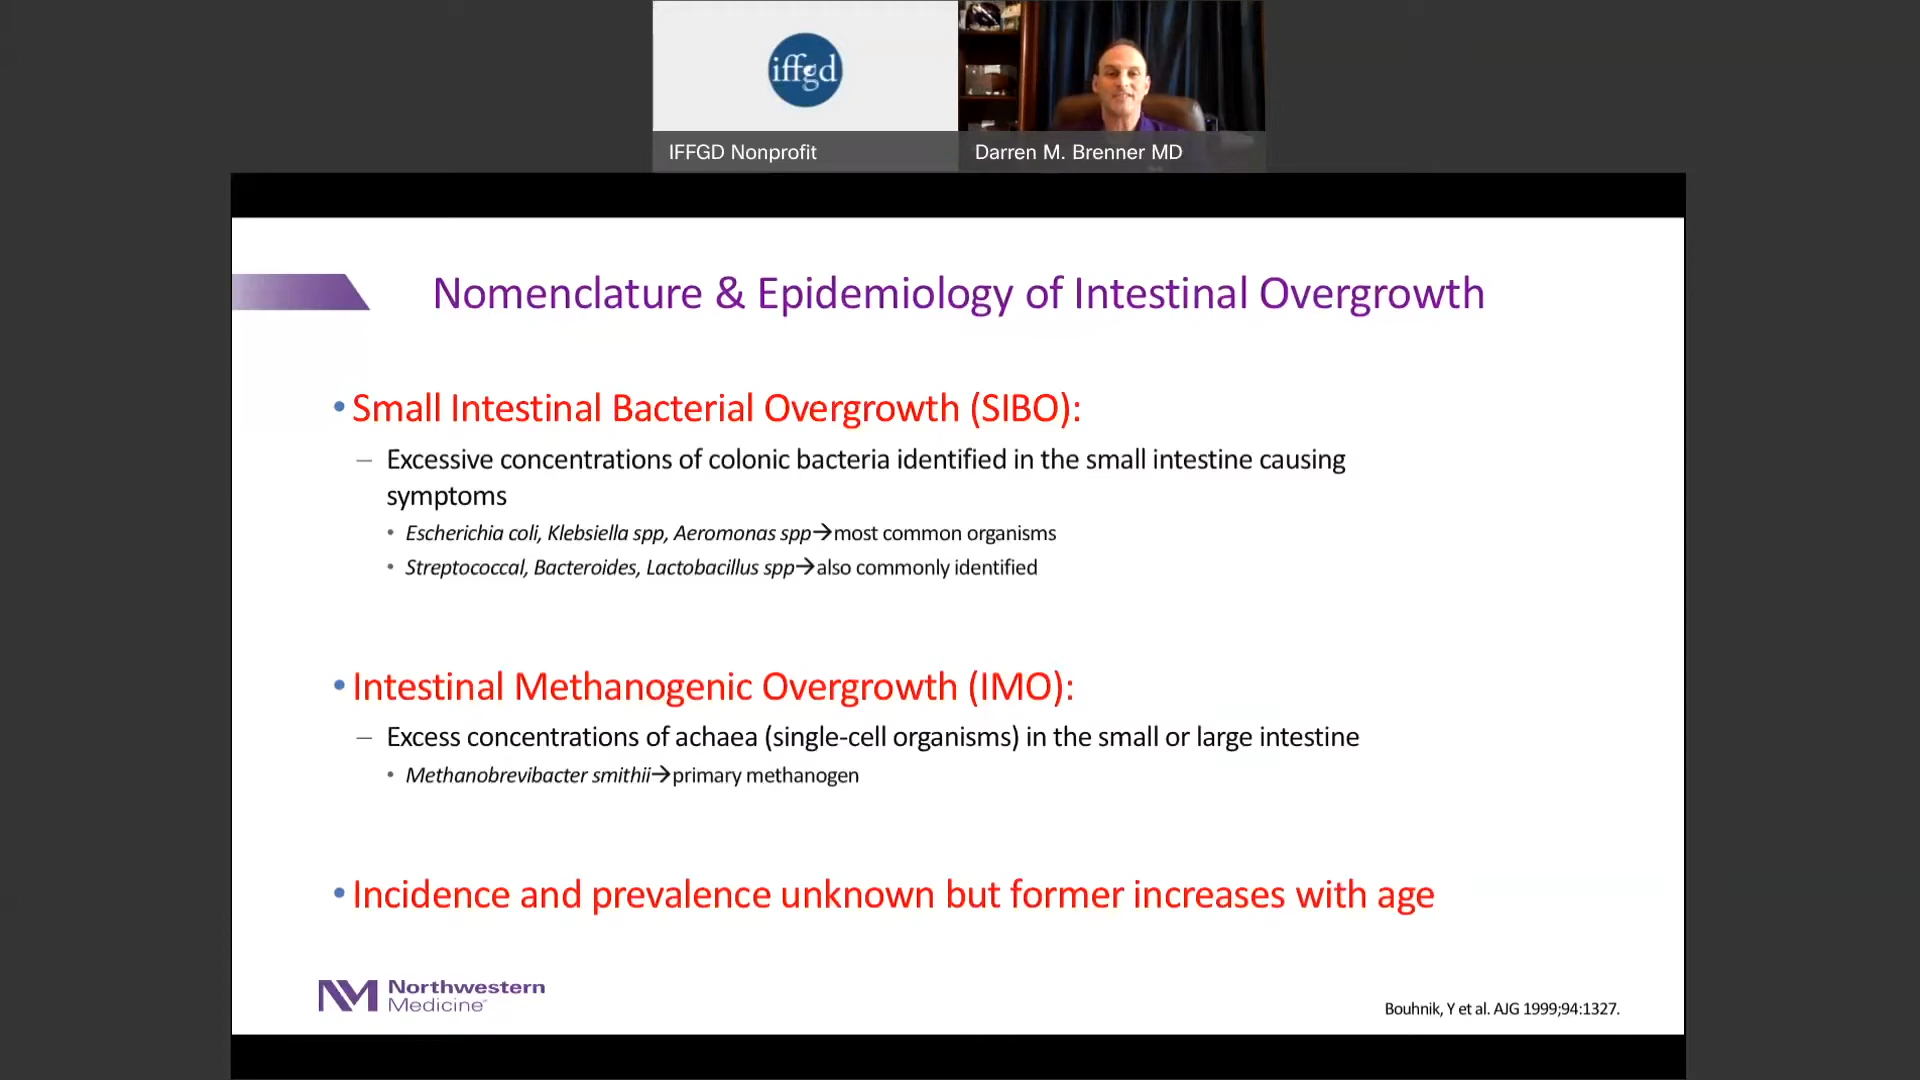 iffgd
IFFGD Nonprofit
Darren M. Brenner MD
Nomenclature & Epidemiology of Intestinal Overgrowth
• Small Intestinal Bacterial Overgrowth (SIBO):
– Excessive concentrations of colonic bacteria identified in the small intestine causing
symptoms
• Escherichia coli, Klebsiella spp, Aeromonas spp→most common organisms
• Streptococcal, Bacteroides, Lactobacillus spp→also commonly identified
• Intestinal Methanogenic Overgrowth (IMO):
– Excess concentrations of achaea (single-cell organisms) in the small or large intestine
• Methanobrevibacter smithii→primary methanogen
• Incidence and prevalence unknown but former increases with age
NM Northwestern
Medicine
Bouhnik, Y et al. AJG 1999;94:1327.